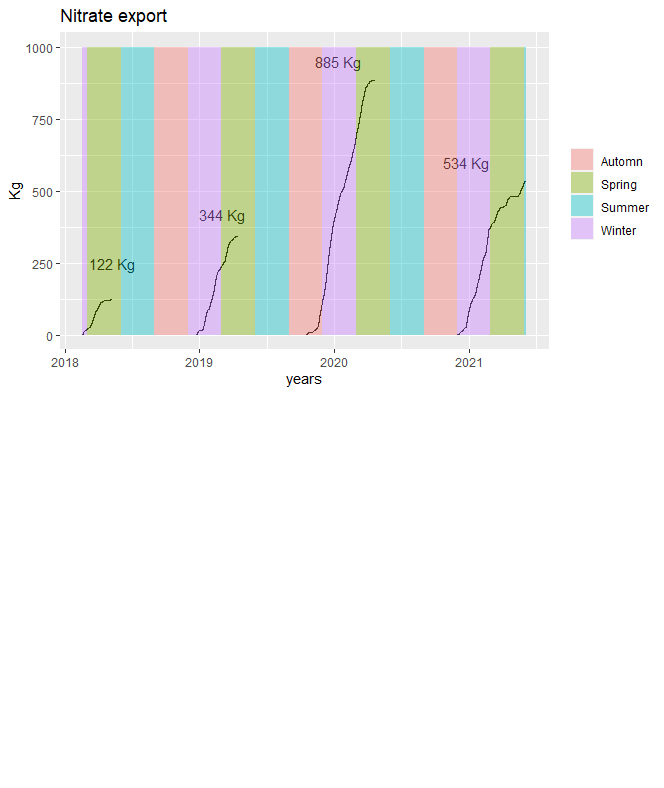 Nitrate export
1000
750
500
250
0
Kg
122 Kg
344 Kg
885 Kg
534 Kg
2018
2019
2020
2021
years
Automn
Spring
Summer
Winter